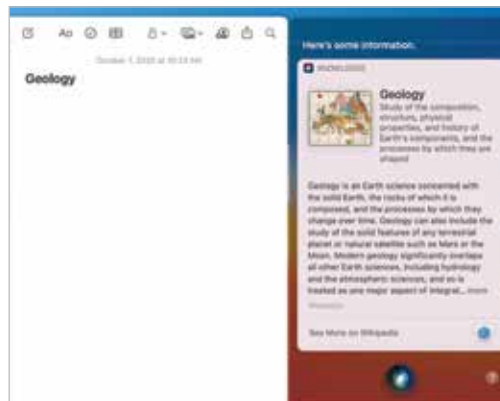 Aa
October 1, 2020 at 10:23 AM
Geology
Here's some information.
KNOWLEDGE
Geology
Study of the composition,
structure, physical
properties, and history of
Earth's components, and the
processes by which they are
shaped
Geology is an Earth science concerned with
the solid Earth, the rocks of which it is
composed, and the processes by which they
change over time. Geology can also include the
study of the solid features of any terrestrial
planet or natural satellite such as Mars or the
Moon. Modern geology significantly overlaps
all other Earth sciences, including hydrology
and the atmospheric sciences, and so is
treated as one major aspect of integrat... more
Wikipedia
See More on Wikipedia